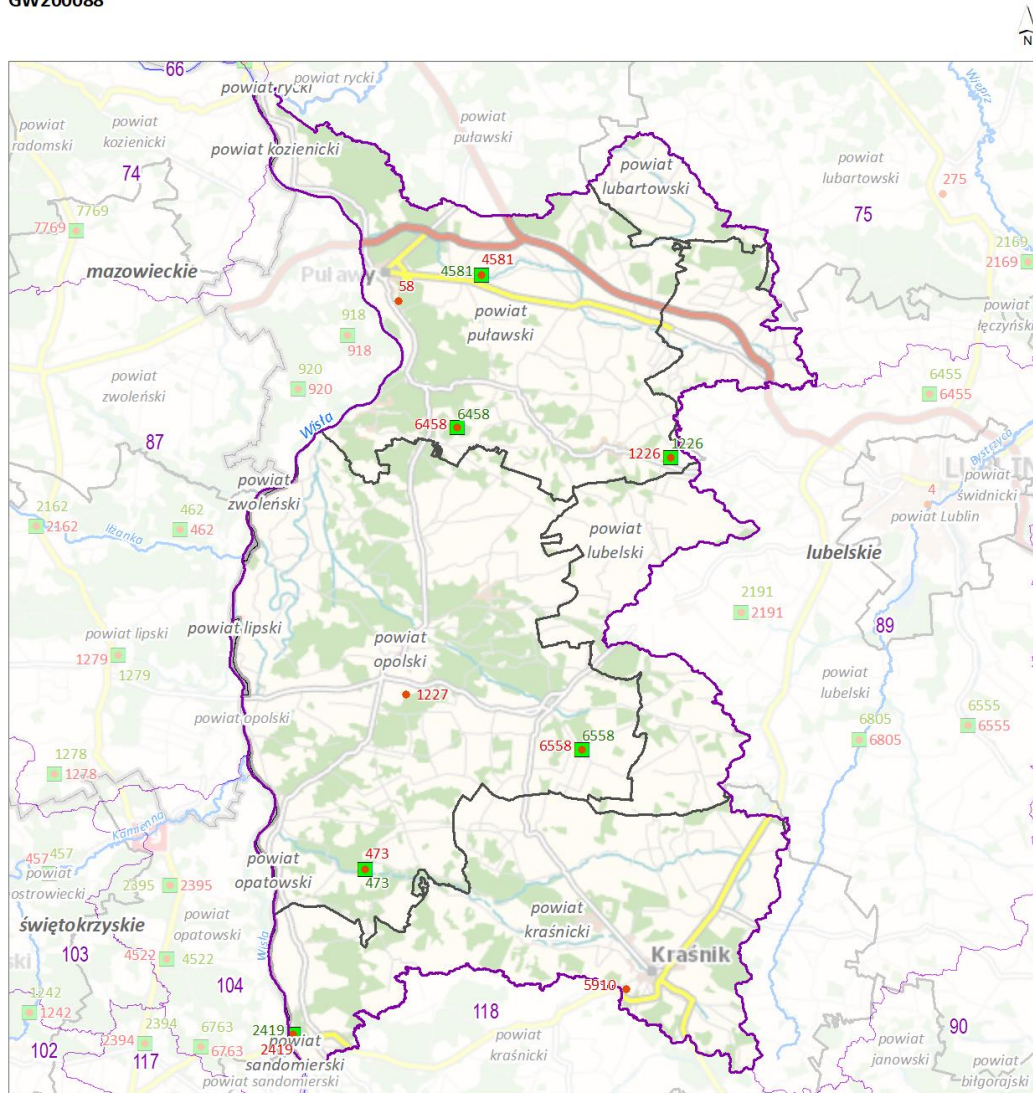 GW200088
N
66
powiat rycki
powiat rycki
Wieprz
powiat
radomski
powiat
kozienicki
powiat kozienicki
powiat
puławski
powiat
lubartowski
powiat
lubartowski
74
275
75
7769
7769
mazowieckie
Puławy
4581
4581
58
2169
2169
powiat
puławski
918
918
powiat
łęczyński
920
920
powiat
zwoleński
6455
6455
Wisła
6458
6458
87
1226
1226
Bystrzyca
LUBLIN
powiat
świdnicki
powiat
zwoleński
2162
2162
462
462
Iłżanka
4
powiat Lublin
powiat
lubelski
lubelskie
2191
2191
89
powiat lipski
powiat lipski
powiat
opolski
1279
1279
powiat
lubelski
1227
powiat opolski
6555
6555
6558
6558
6805
6805
1278
1278
Kamienna
457
457
powiat
ostrowiecki
473
473
powiat
opatowski
2395
2395
powiat
opatowski
powiat
kraśnicki
świętokrzyskie
Wisła
103
ski
4522
4522
Kraśnik
104
5910
1242
1242
118
90
2419
2419
2394
2394
6763
6763
102
117
powiat
sandomierski
powiat sandomierski
powiat
kraśnicki
powiat
janowski
powiat
biłgorajski